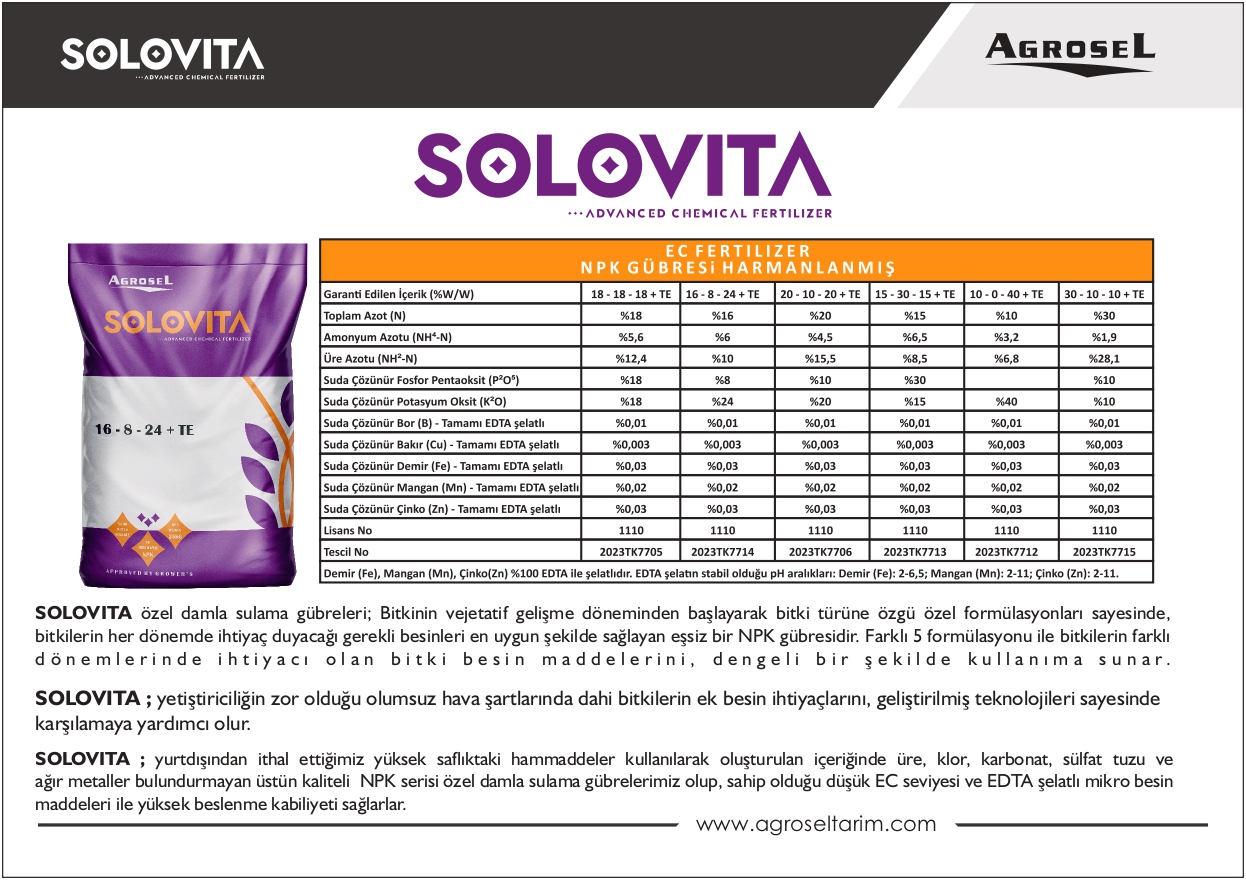 SOLOVITA
...ADVANCED CHEMICAL FERTILIZER
AGROSEL
SOLOVITA
...ADVANCED CHEMICAL FERTILIZER
AGROSEL
SOLOVITA
...ADVANCED CHEMICAL FERTILIZER
16 - 8 - 24 + TE
NPK
APPROVED BY GROWER'S
EC FERTILIZER
NPK GÜBRESi HARMANLANMIŞ
Garanti Edilen İçerik (%W/W) 18 - 18 - 18 + TE 16 - 8 - 24 + TE 20 - 10 - 20 + TE 15 - 30 - 15 + TE 10 - 0 - 40 + TE 30 - 10 - 10 + TE
Toplam Azot (N) %18 %16 %20 %15 %10 %30
Amonyum Azotu (NH⁴-N) %5,6 %6 %4,5 %6,5 %3,2 %1,9
Üre Azotu (NH²-N) %12,4 %10 %15,5 %8,5 %6,8 %28,1
Suda Çözünür Fosfor Pentaoksit (P²O⁵) %18 %8 %10 %30 %10
Suda Çözünür Potasyum Oksit (K²O) %18 %24 %20 %15 %40 %10
Suda Çözünür Bor (B) - Tamamı EDTA şelatlı %0,01 %0,01 %0,01 %0,01 %0,01 %0,01
Suda Çözünür Bakır (Cu) - Tamamı EDTA şelatlı %0,003 %0,003 %0,003 %0,003 %0,003 %0,003
Suda Çözünür Demir (Fe) - Tamamı EDTA şelatlı %0,03 %0,03 %0,03 %0,03 %0,03 %0,03
Suda Çözünür Mangan (Mn) - Tamamı EDTA şelatlı %0,02 %0,02 %0,02 %0,02 %0,02 %0,02
Suda Çözünür Çinko (Zn) - Tamamı EDTA şelatlı %0,03 %0,03 %0,03 %0,03 %0,03 %0,03
Lisans No 1110 1110 1110 1110 1110 1110
Tescil No 2023TK7705 2023TK7714 2023TK7706 2023TK7713 2023TK7712 2023TK7715
Demir (Fe), Mangan (Mn), Çinko(Zn) %100 EDTA ile şelatlıdır. EDTA şelatın stabil olduğu pH aralıkları: Demir (Fe): 2-6,5; Mangan (Mn): 2-11; Çinko (Zn): 2-11.
SOLOVITA özel damla sulama gübreleri; Bitkinin vejetatif gelişme döneminden başlayarak bitki türüne özgü özel formülasyonları sayesinde,
bitkilerin her dönemde ihtiyaç duyacağı gerekli besinleri en uygun şekilde sağlayan eşsiz bir NPK gübresidir. Farklı 5 formülasyonu ile bitkilerin farklı
dönemlerinde ihtiyacı olan bitki besin maddelerini, dengeli bir şekilde kullanıma sunar.
SOLOVITA ; yetiştiriciliğin zor olduğu olumsuz hava şartlarında dahi bitkilerin ek besin ihtiyaçlarını, geliştirilmiş teknolojileri sayesinde
karşılamaya yardımcı olur.
SOLOVITA ; yurtdışından ithal ettiğimiz yüksek saflıktaki hammaddeler kullanılarak oluşturulan içeriğinde üre, klor, karbonat, sülfat tuzu ve
ağır metaller bulundurmayan üstün kaliteli NPK serisi özel damla sulama gübrelerimiz olup, sahip olduğu düşük EC seviyesi ve EDTA şelatlı mikro besin
maddeleri ile yüksek beslenme kabiliyeti sağlarlar.
www.agroseltarim.com